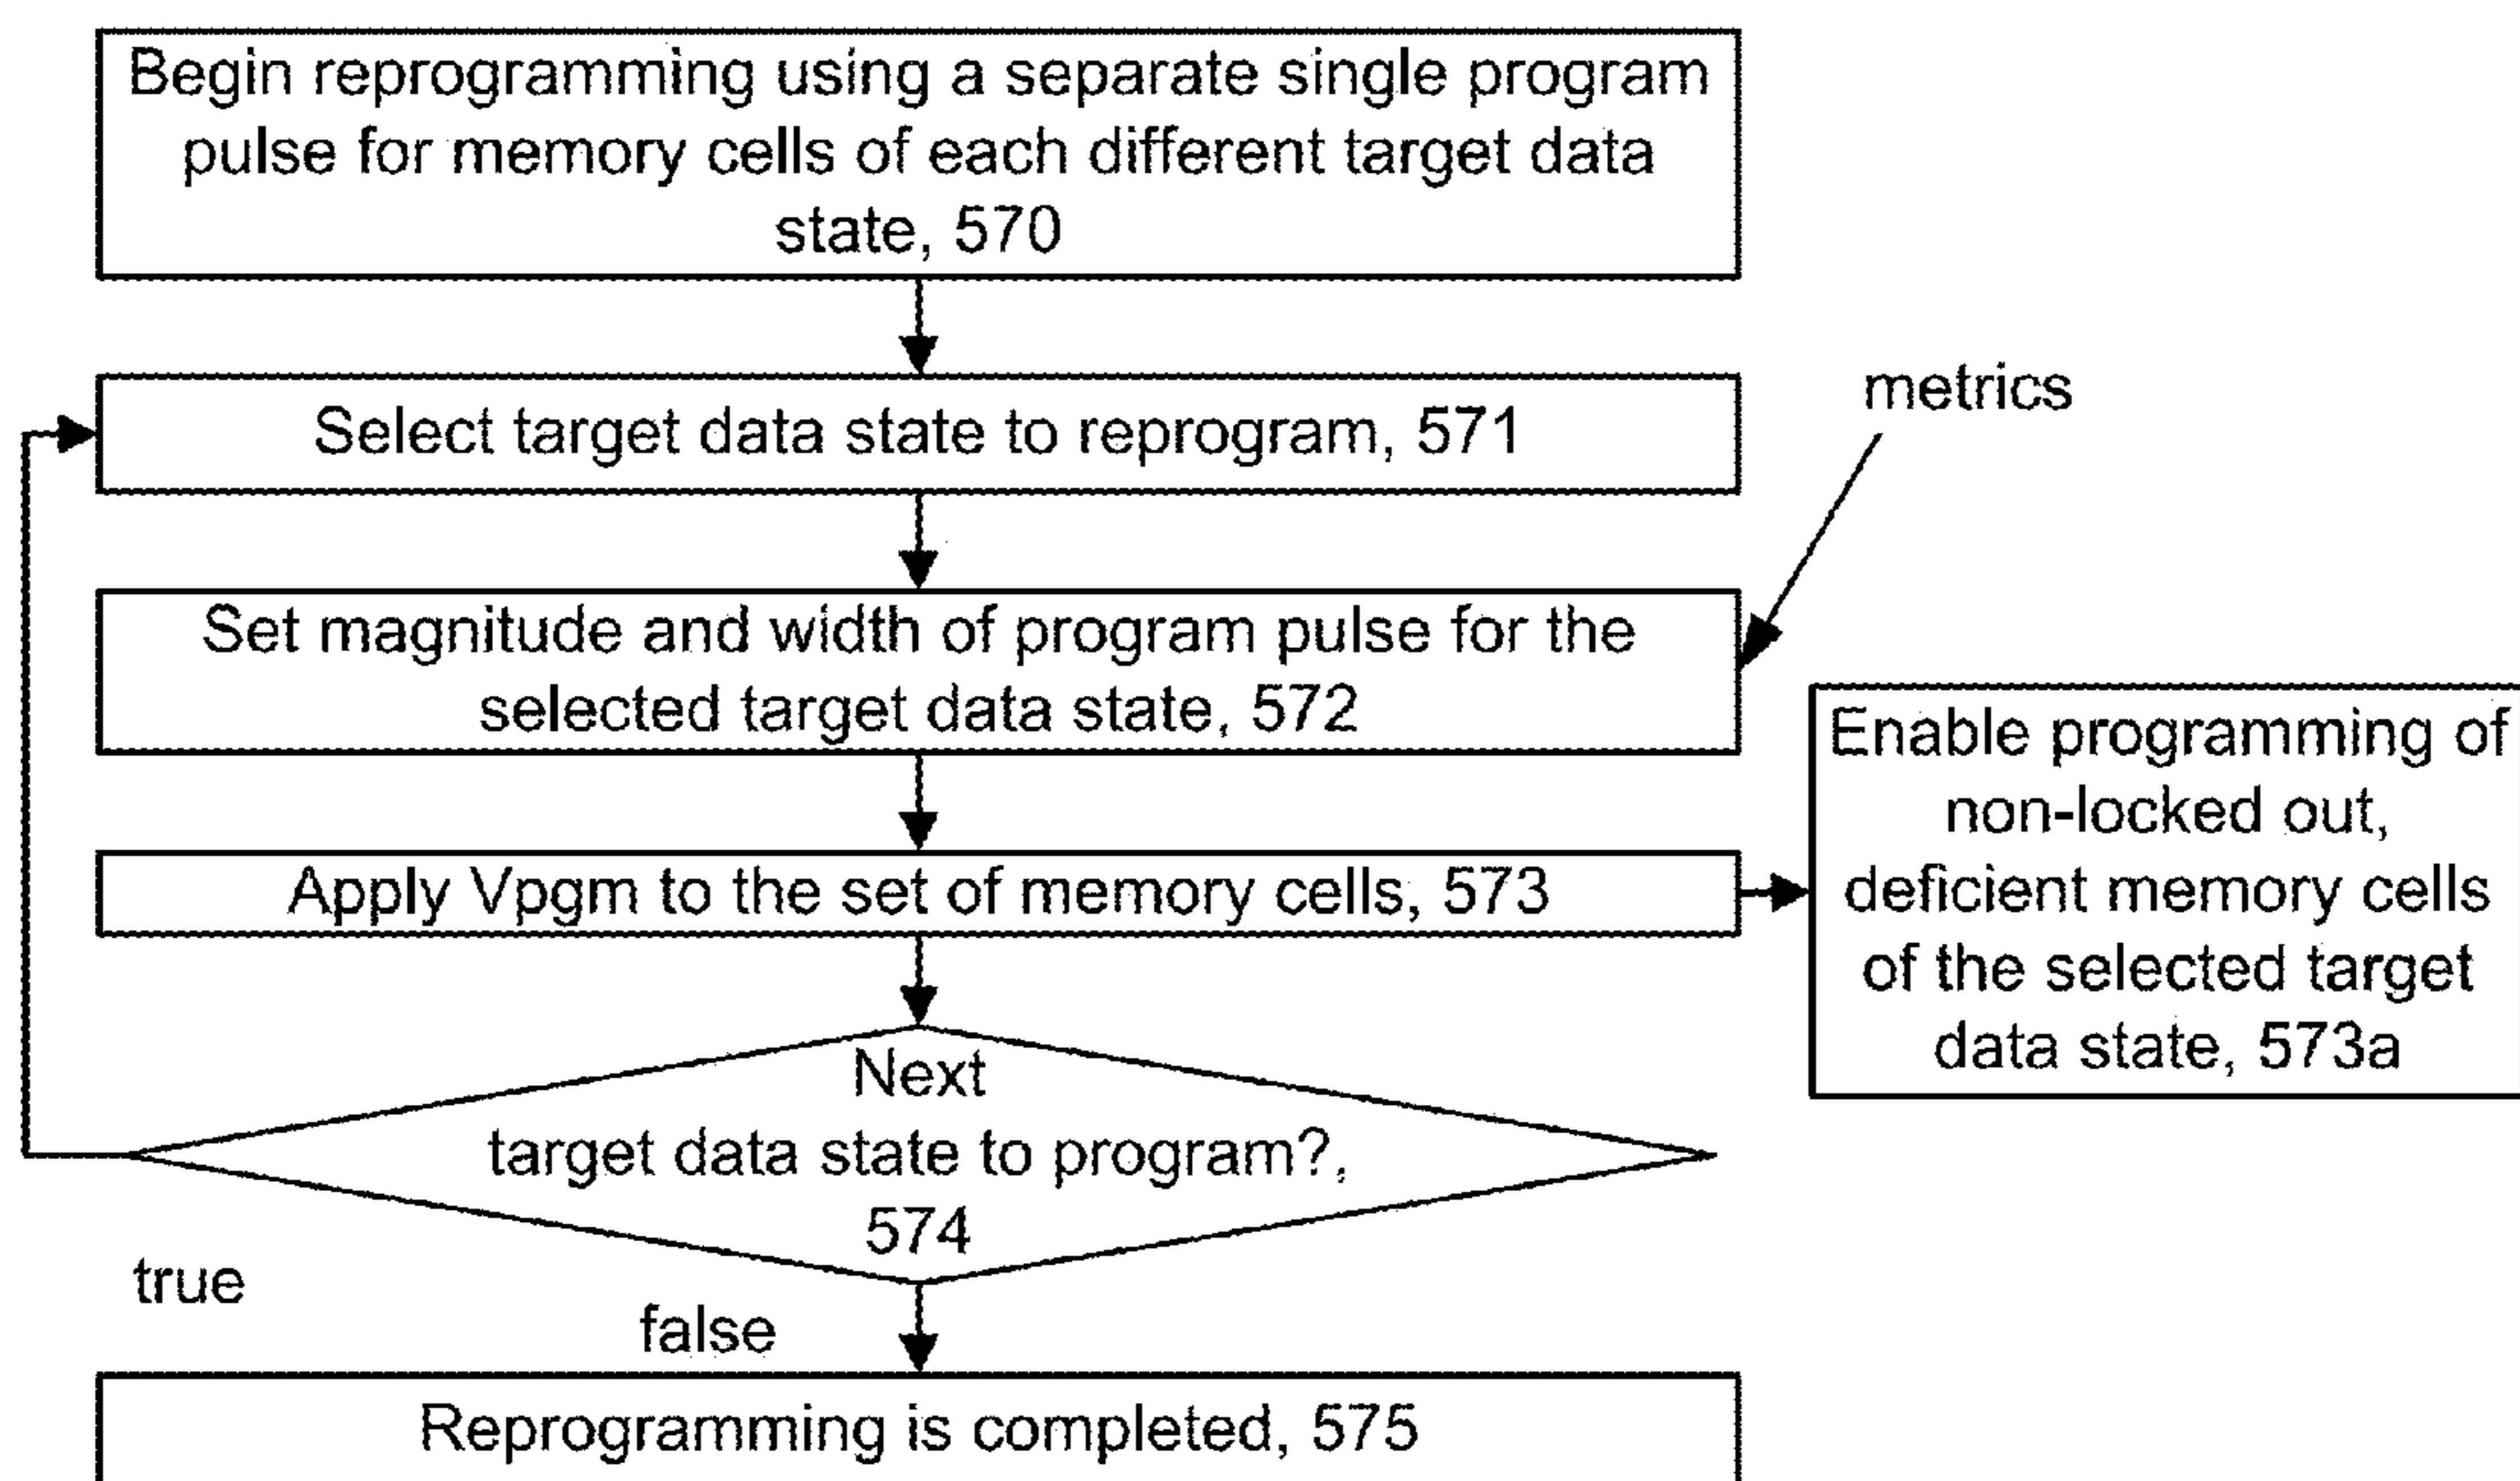 Begin reprogramming using a separate single program
pulse for memory cells of each different target data
state, 570
Select target data state to reprogram, 571
metrics
Set magnitude and width of program pulse for the
selected target data state, 572
Apply Vpgm to the set of memory cells, 573
Enable programming of
non-locked out,
deficient memory cells
of the selected target
data state, 573a
Next
target data state to program?,
574
true
false
Reprogramming is completed, 575